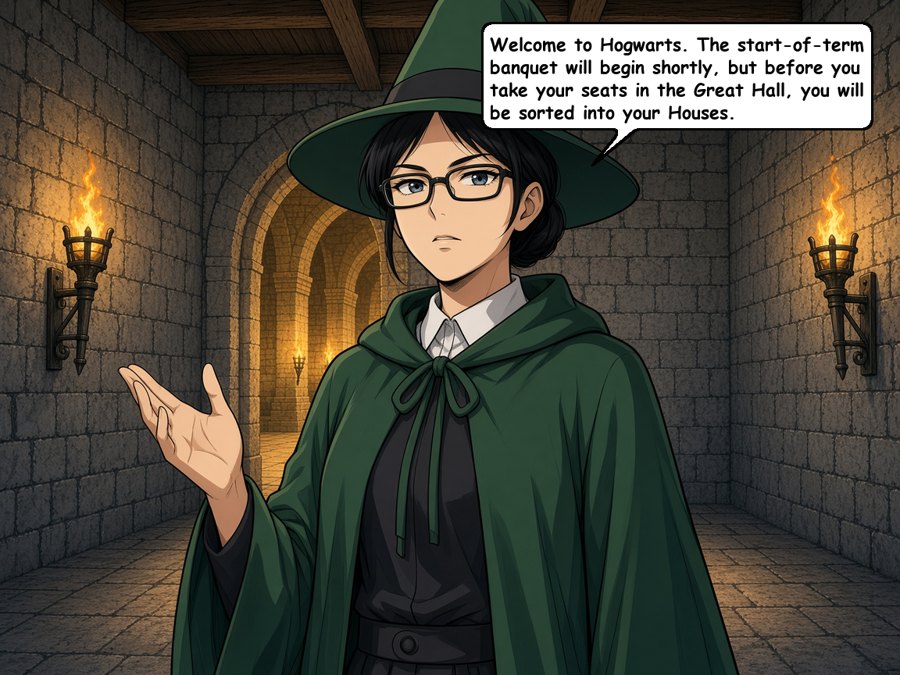 Welcome to Hogwarts. The start-of-term
banquet will begin shortly, but before you
take your seats in the Great Hall, you will
be sorted into your Houses.